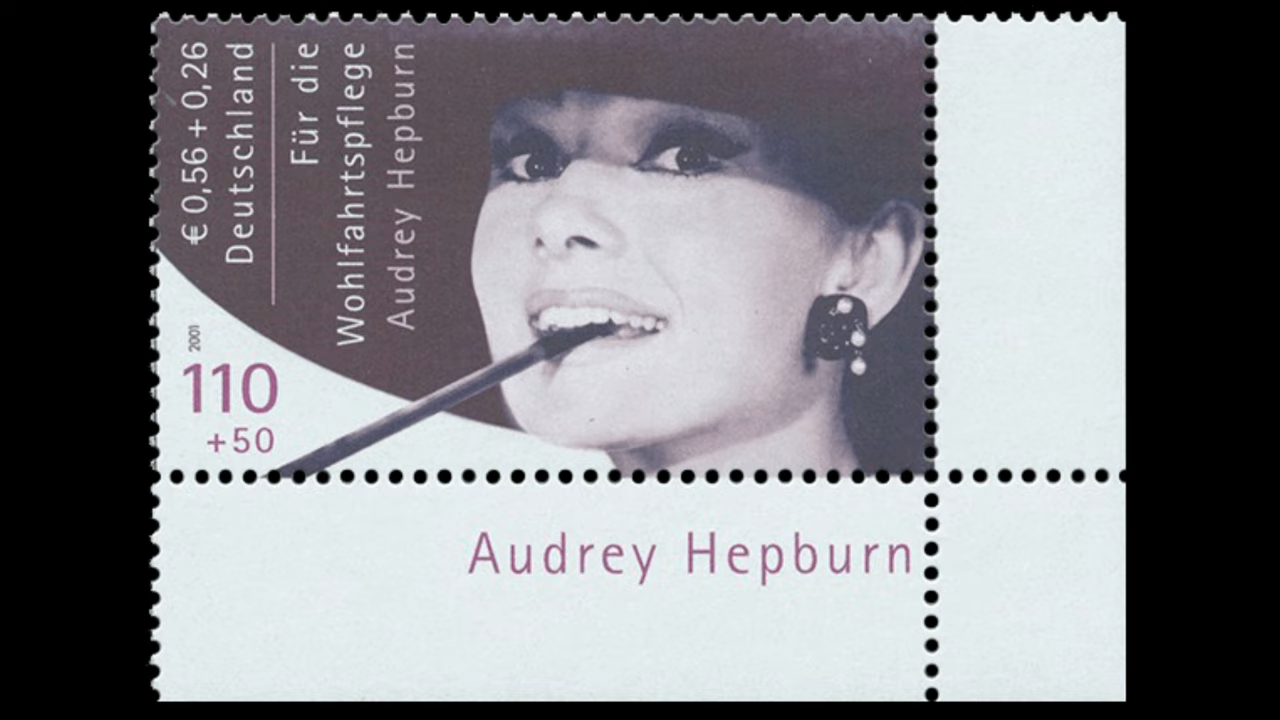 € 0,56 + 0,26
Deutschland
Für die
Wohlfahrtspflege
Audrey Hepburn
2001
110
+50
Audrey Hepburn